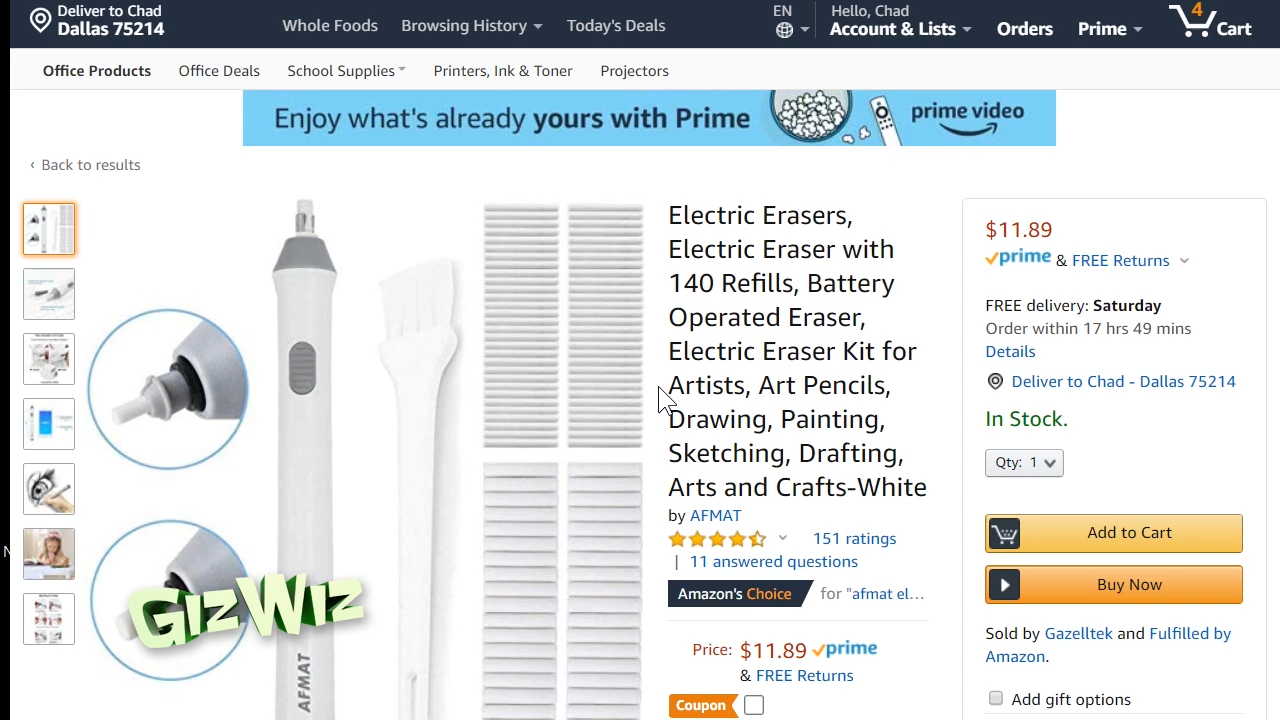 Deliver to Chad
Dallas 75214
Whole Foods
Browsing History
Today's Deals
EN
Hello, Chad
Account & Lists
Orders
Prime
4
Cart
Office Products
Office Deals
School Supplies
Printers, Ink & Toner
Projectors
Enjoy what's already yours with Prime
prime video
‹ Back to results
Electric Erasers,
Electric Eraser with
140 Refills, Battery
Operated Eraser,
Electric Eraser Kit for
Artists, Art Pencils,
Drawing, Painting,
Sketching, Drafting,
Arts and Crafts-White
by AFMAT
151 ratings
| 11 answered questions
Amazon's Choice for "afmat el...
Price: $11.89 prime
& FREE Returns
Coupon
$11.89
prime & FREE Returns
FREE delivery: Saturday
Order within 17 hrs 49 mins
Details
Deliver to Chad - Dallas 75214
In Stock.
Qty: 1
Add to Cart
Buy Now
Sold by Gazelltek and Fulfilled by
Amazon.
Add gift options
GIZWIZ
AFMAT